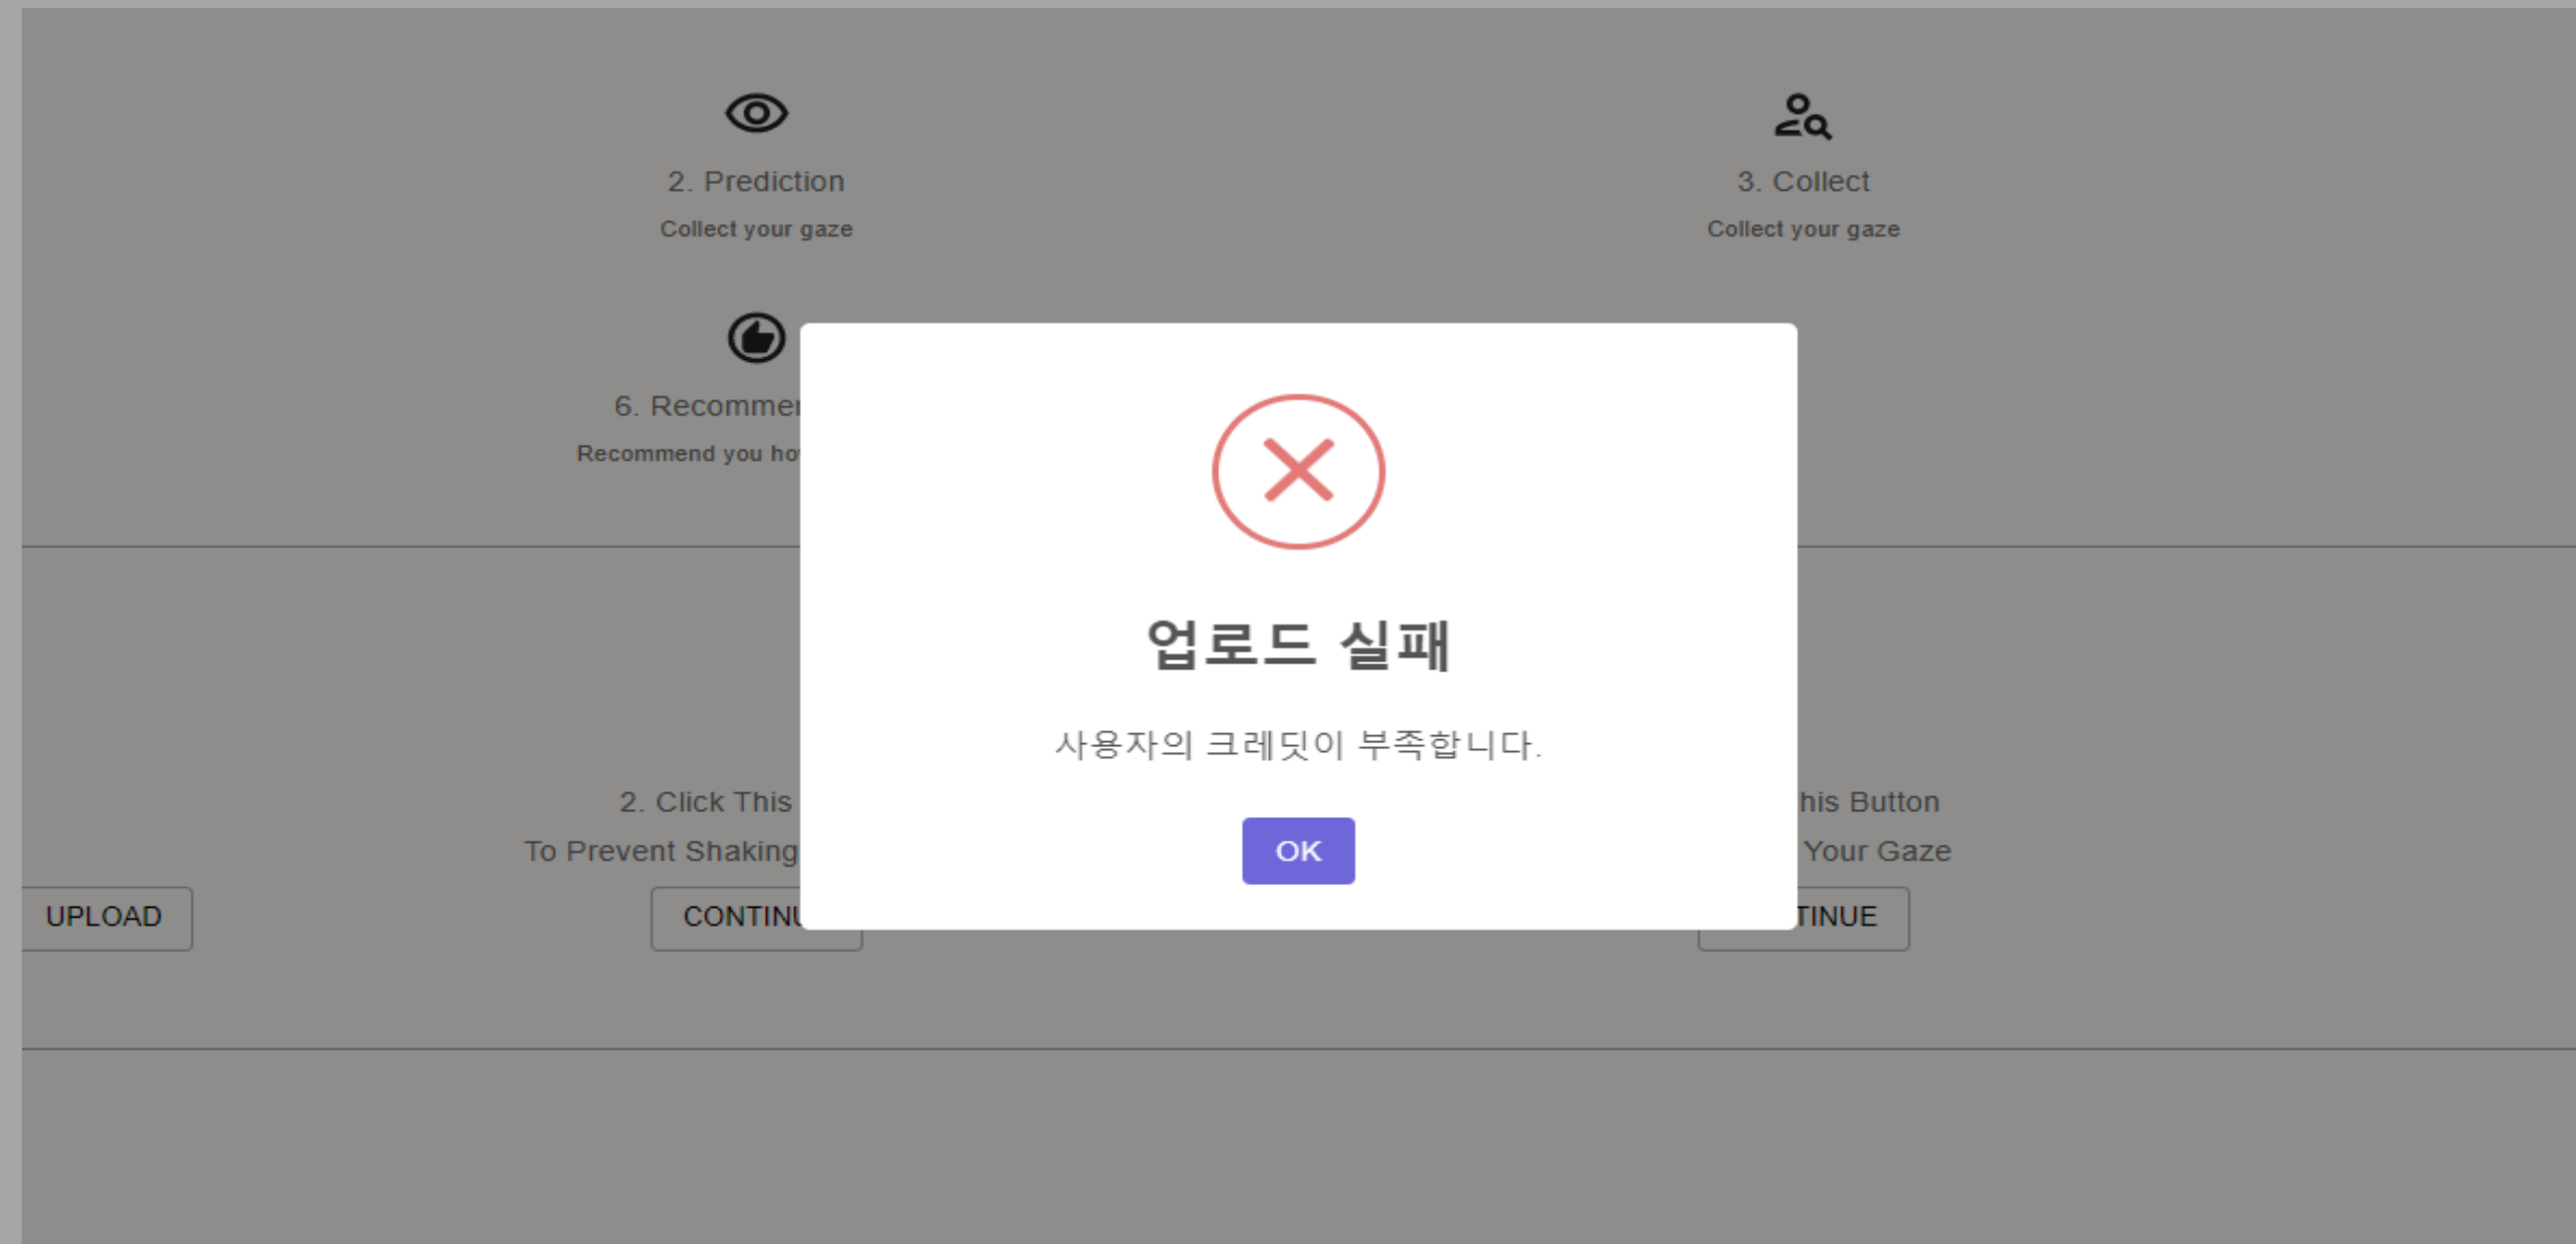 2. Prediction
Collect your gaze
3. Collect
Collect your gaze
6. Recommen
Recommend you ho
업로드 실패
사용자의 크레딧이 부족합니다.
OK
2. Click This
To Prevent Shaking
UPLOAD
CONTINU
his Button
Your Gaze
TINUE